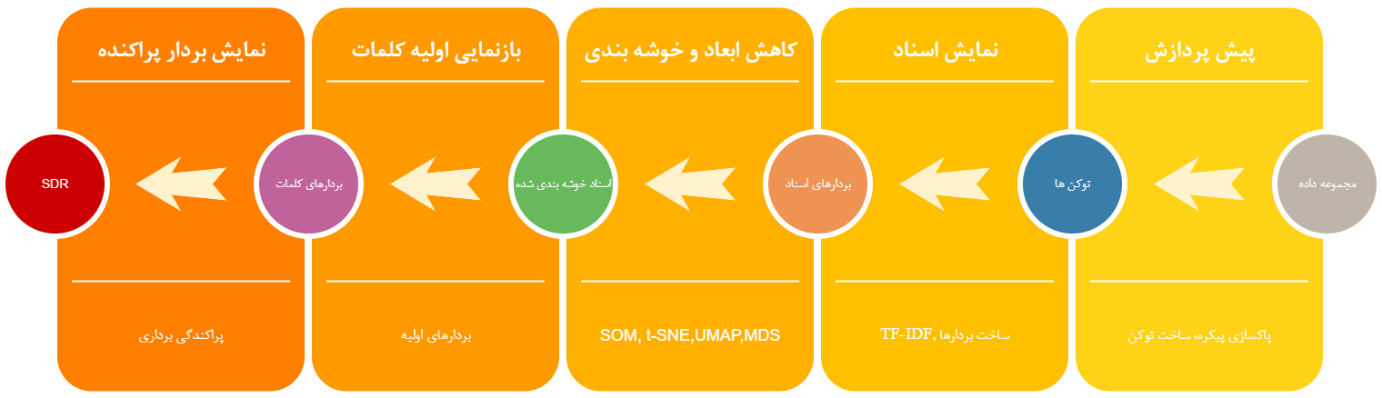 پیش پردازش
نمایش اسناد
کاهش ابعاد و خوشه بندی
بازنمایی اولیه کلمات
نمایش بردار پراکنده
مجموعه داده
توکن ها
بردارهای اسناد
اسناد خوشه بندی شده
بردارهای کلمات
SDR
پاکسازی پیکره، ساخت توکن
ساخت بردارها ,TF-IDF
SOM, t-SNE,UMAP,MDS
بردارهای اولیه
پراکندگی برداری